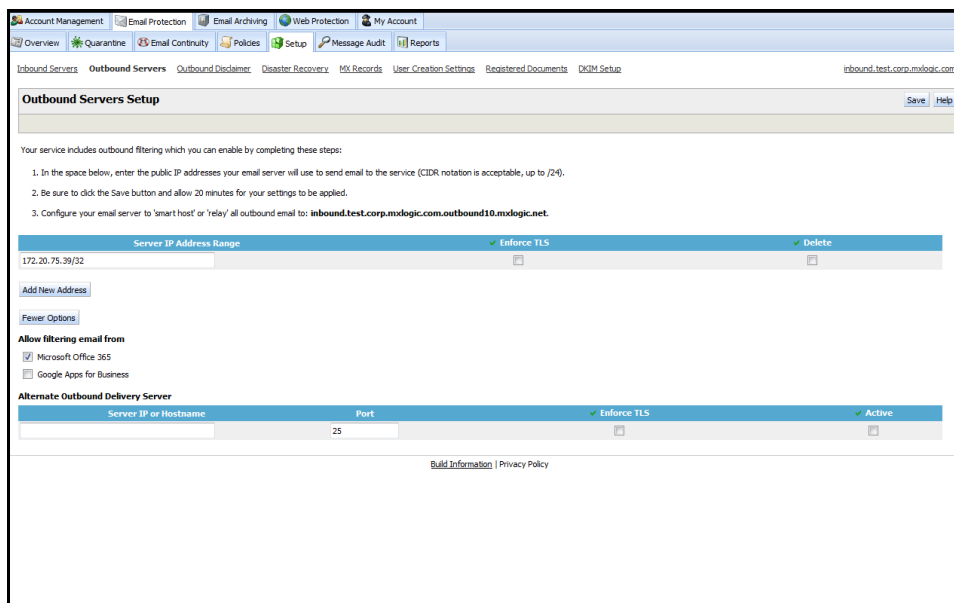 Account Management Email Protection Email Archiving Web Protection My Account
Overview Quarantine Email Continuity Policies Setup Message Audit Reports
Inbound Servers Outbound Servers Outbound Disclaimer Disaster Recovery MX Records User Creation Settings Registered Documents DKIM Setup inbound.test.corp.mxlogic.com
Outbound Servers Setup Save Help
Your service includes outbound filtering which you can enable by completing these steps:
1. In the space below, enter the public IP addresses your email server will use to send email to the service (CIDR notation is acceptable, up to /24).
2. Be sure to click the Save button and allow 20 minutes for your settings to be applied.
3. Configure your email server to 'smart host' or 'relay' all outbound email to: inbound.test.corp.mxlogic.com.outbound10.mxlogic.net.
Server IP Address Range Enforce TLS Delete
172.20.75.39/32
Add New Address
Fewer Options
Allow filtering email from
Microsoft Office 365
Google Apps for Business
Alternate Outbound Delivery Server
Server IP or Hostname Port Enforce TLS Active
25
Build Information | Privacy Policy